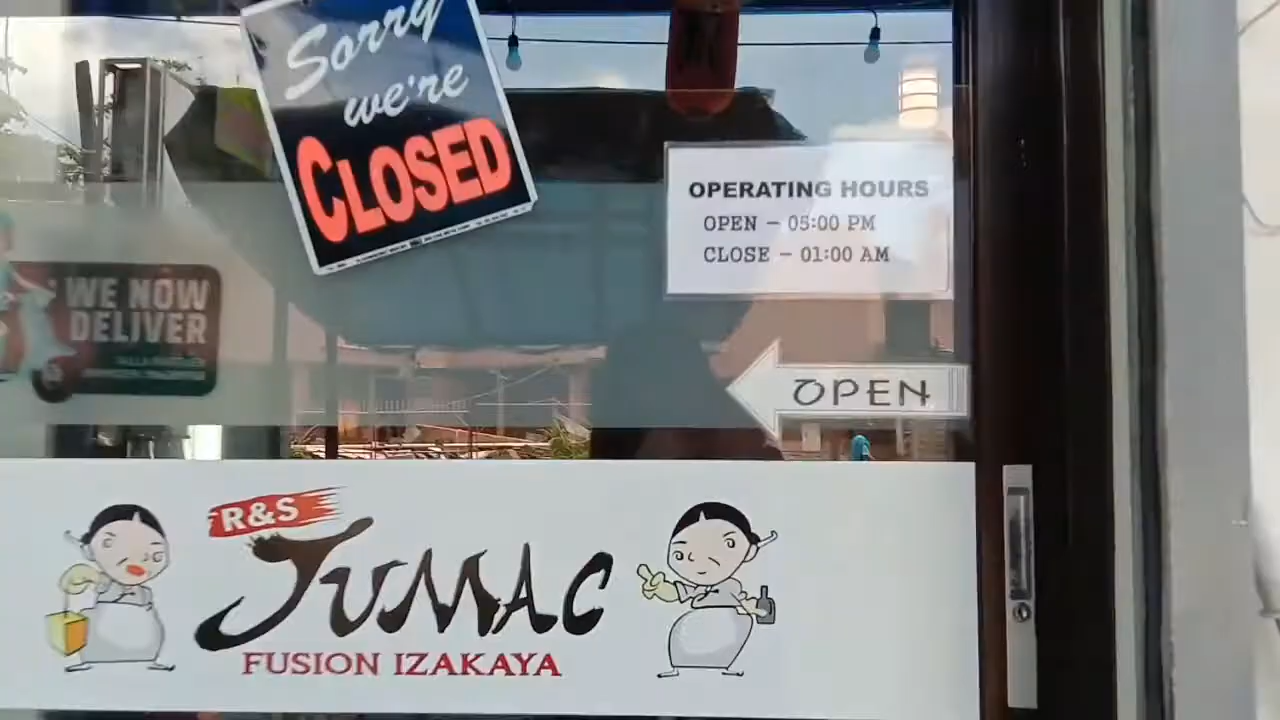 Sorry
we're
CLOSED
OPERATING HOURS
OPEN – 05:00 PM
CLOSE – 01:00 AM
WE NOW
DELIVER
OPEN
R&S
JUMAC
FUSION IZAKAYA